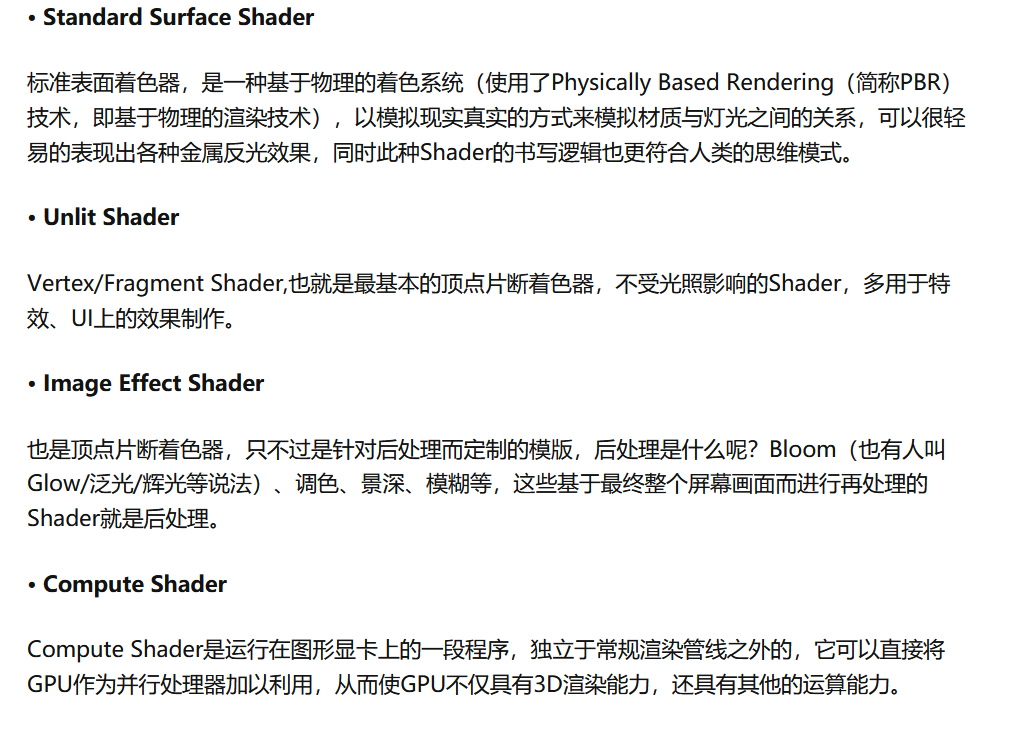 • Standard Surface Shader
标准表面着色器，是一种基于物理的着色系统（使用了Physically Based Rendering（简称PBR）
技术，即基于物理的渲染技术），以模拟现实真实的方式来模拟材质与灯光之间的关系，可以很轻
易的表现出各种金属反光效果，同时此种Shader的书写逻辑也更符合人类的思维模式。
• Unlit Shader
Vertex/Fragment Shader,也就是最基本的顶点片断着色器，不受光照影响的Shader，多用于特
效、UI上的效果制作。
• Image Effect Shader
也是顶点片断着色器，只不过是针对后处理而定制的模版，后处理是什么呢？Bloom（也有人叫
Glow/泛光/辉光等说法）、调色、景深、模糊等，这些基于最终整个屏幕画面而进行再处理的
Shader就是后处理。
• Compute Shader
Compute Shader是运行在图形显卡上的一段程序，独立于常规渲染管线之外的，它可以直接将
GPU作为并行处理器加以利用，从而使GPU不仅具有3D渲染能力，还具有其他的运算能力。